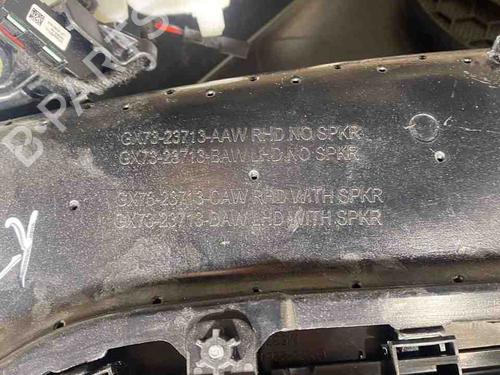 GX73-23713-AAW RHD NO SPKR
GX73-23713-BAW LHD NO SPKR
GX73-23713-CAW RHD WITH SPKR
GX73-23713-DAW LHD WITH SPKR